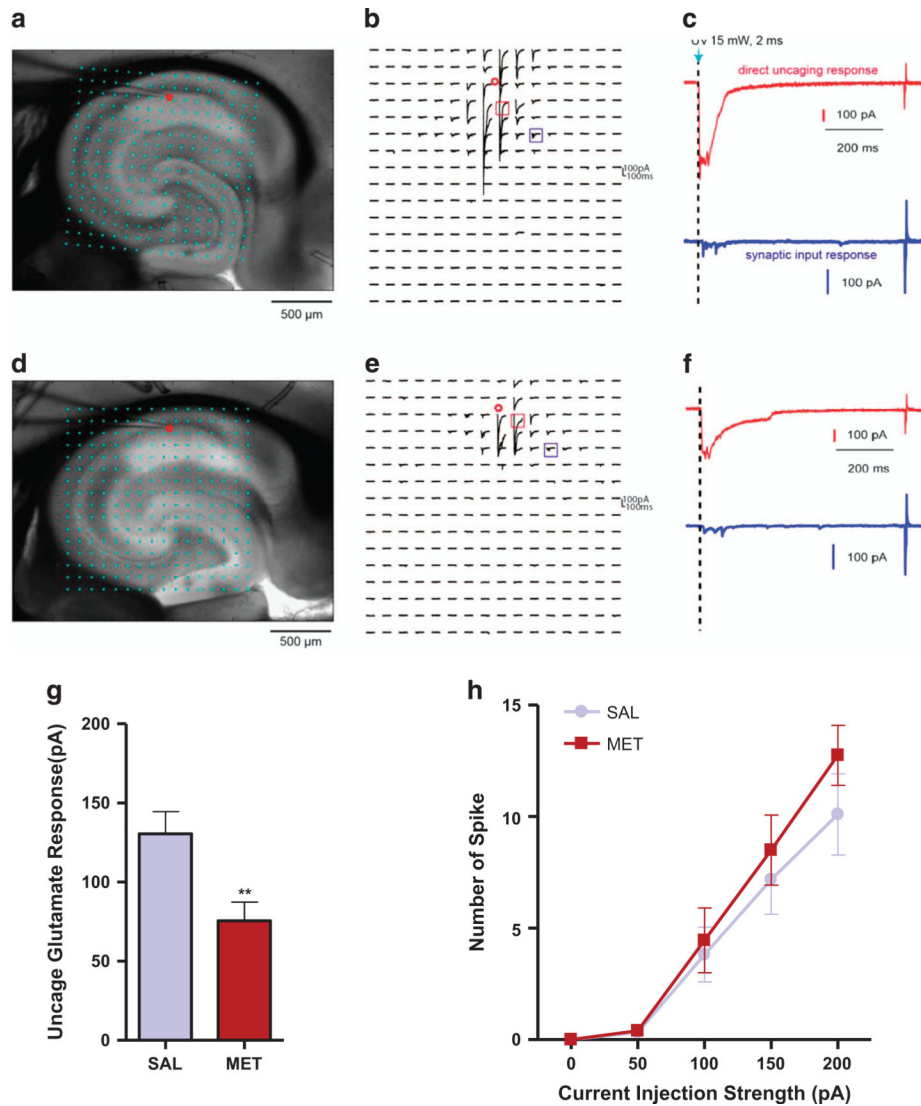 a
500 µm
b
100pA
100ms
c
UV 15 mW, 2 ms
direct uncaging response
100 pA
200 ms
synaptic input response
100 pA
d
500 µm
e
100pA
100ms
f
100 pA
200 ms
100 pA
g
Uncage Glutamate Response(pA)
200
150
100
50
0
**
SAL
MET
h
SAL
MET
Number of Spike
15
10
5
0
0 50 100 150 200
Current Injection Strength (pA)